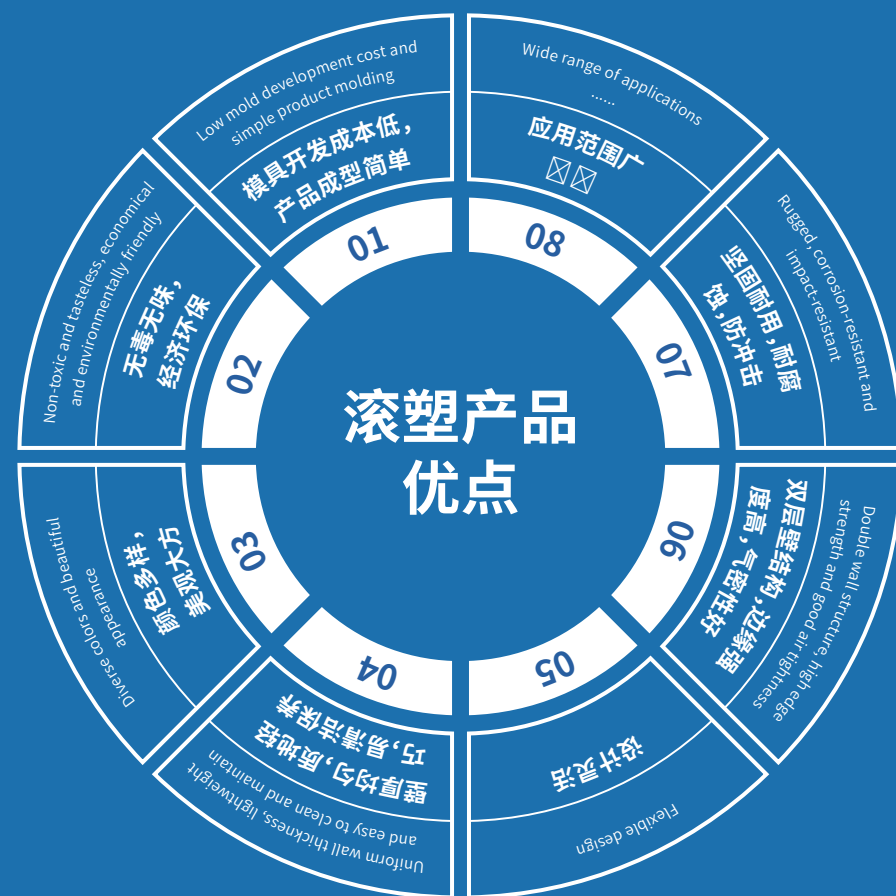 滚塑产品
优点
01
模具开发成本低，
产品成型简单
Low mold development cost and
simple product molding
02
无毒无味，
经济环保
Non-toxic and tasteless, economical
and environmentally friendly
03
颜色多样，
美观大方
Diverse colors and beautiful
appearance
04
壁厚均匀，质地轻
巧，易清洁保养
Uniform wall thickness, lightweight
and easy to clean and maintain
05
设计灵活
Flexible design
06
双层壁结构，边缘强
度高，气密性好
Double wall structure, high edge
strength and good air tightness
07
坚固耐用，耐腐
蚀，防冲击
Rugged, corrosion-resistant and
impact-resistant
08
应用范围广
Wide range of applications
......